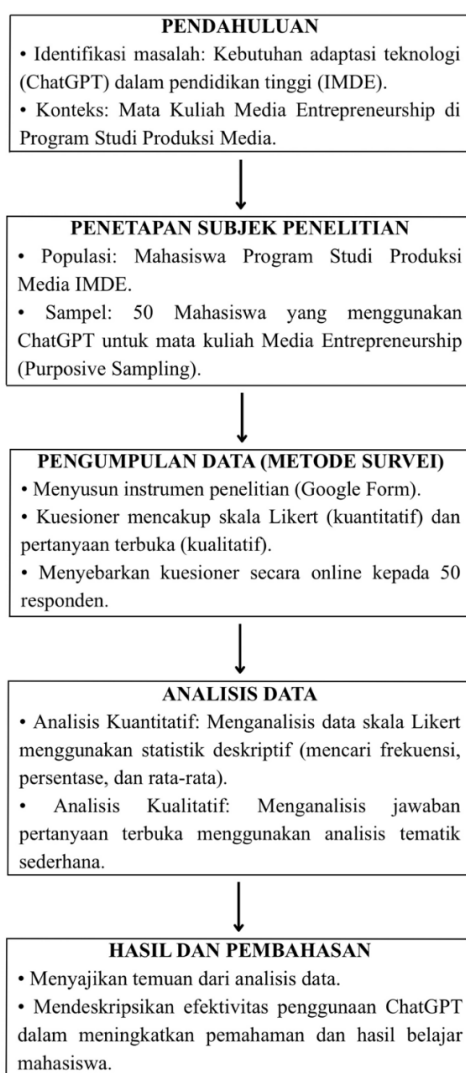 PENDAHULUAN
• Identifikasi masalah: Kebutuhan adaptasi teknologi
(ChatGPT) dalam pendidikan tinggi (IMDE).
• Konteks: Mata Kuliah Media Entrepreneurship di
Program Studi Produksi Media.
PENETAPAN SUBJEK PENELITIAN
• Populasi: Mahasiswa Program Studi Produksi
Media IMDE.
• Sampel: 50 Mahasiswa yang menggunakan
ChatGPT untuk mata kuliah Media Entrepreneurship
(Purposive Sampling).
PENGUMPULAN DATA (METODE SURVEI)
• Menyusun instrumen penelitian (Google Form).
• Kuesioner mencakup skala Likert (kuantitatif) dan
pertanyaan terbuka (kualitatif).
• Menyebarkan kuesioner secara online kepada 50
responden.
ANALISIS DATA
• Analisis Kuantitatif: Menganalisis data skala Likert
menggunakan statistik deskriptif (mencari frekuensi,
persentase, dan rata-rata).
• Analisis Kualitatif: Menganalisis jawaban
pertanyaan terbuka menggunakan analisis tematik
sederhana.
HASIL DAN PEMBAHASAN
• Menyajikan temuan dari analisis data.
• Mendeskripsikan efektivitas penggunaan ChatGPT
dalam meningkatkan pemahaman dan hasil belajar
mahasiswa.